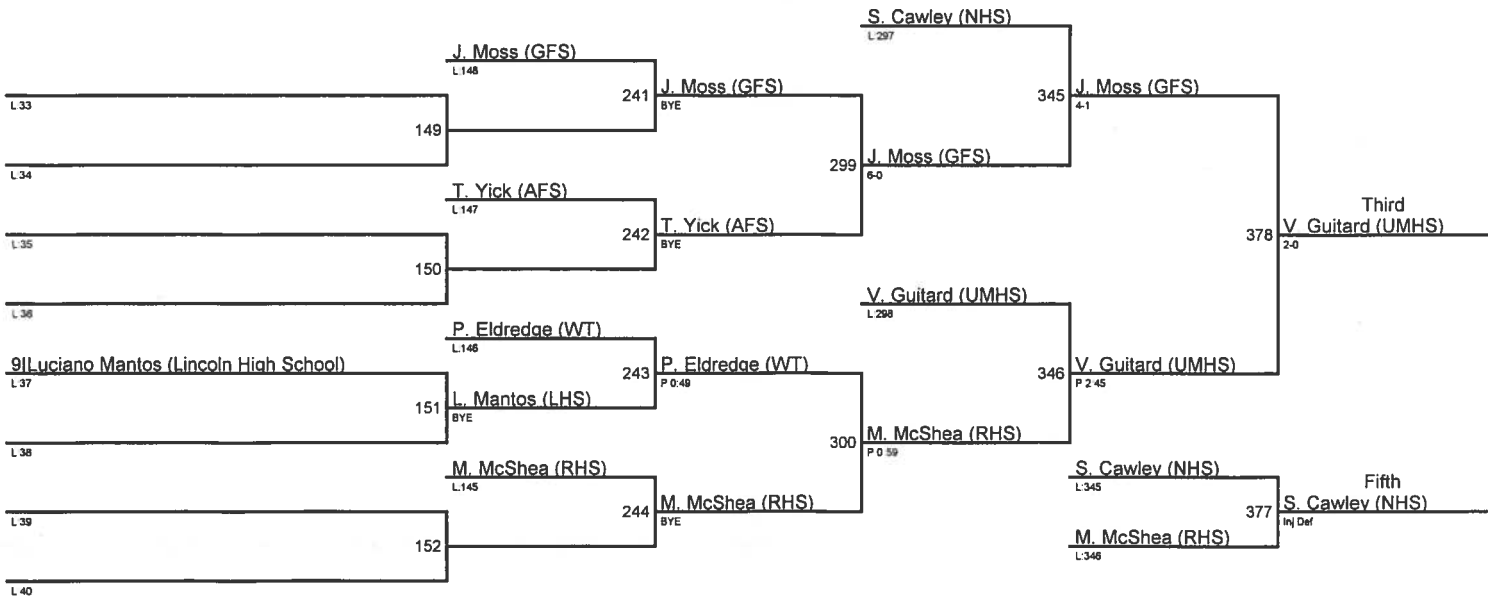 S. Cawley (NHS)
L:297
J. Moss (GFS)
L:148
241
J. Moss (GFS)
BYE
345
J. Moss (GFS)
4-1
L 33
149
L 34
299
J. Moss (GFS)
6-0
T. Yick (AFS)
L:147
242
T. Yick (AFS)
BYE
Third
378
V. Guitard (UMHS)
2-0
L 35
150
L 36
V. Guitard (UMHS)
L:298
P. Eldredge (WT)
L:146
243
P. Eldredge (WT)
P 0:49
346
V. Guitard (UMHS)
P 2:45
9|Luciano Mantos (Lincoln High School)
L 37
151
L. Mantos (LHS)
BYE
L 38
300
M. McShea (RHS)
P 0:59
M. McShea (RHS)
L:145
244
M. McShea (RHS)
BYE
S. Cawley (NHS)
L:345
Fifth
377
S. Cawley (NHS)
Inj Def
L 39
152
M. McShea (RHS)
L:346
L 40